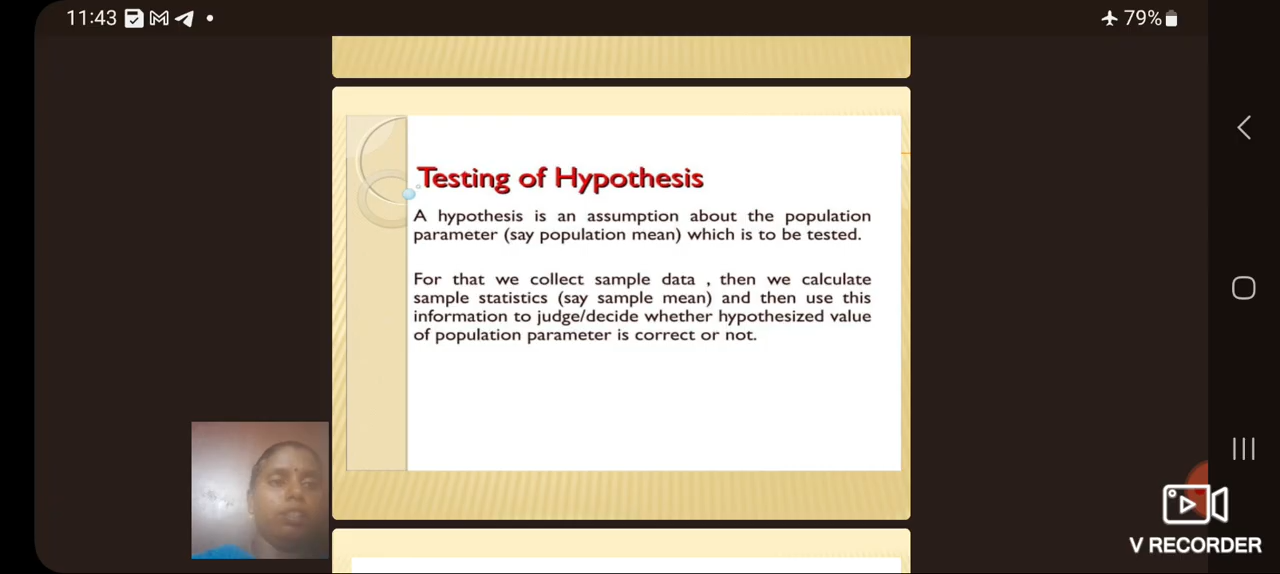 11:43
79%
Testing of Hypothesis
A hypothesis is an assumption about the population
parameter (say population mean) which is to be tested.
For that we collect sample data , then we calculate
sample statistics (say sample mean) and then use this
information to judge/decide whether hypothesized value
of population parameter is correct or not.
V RECORDER